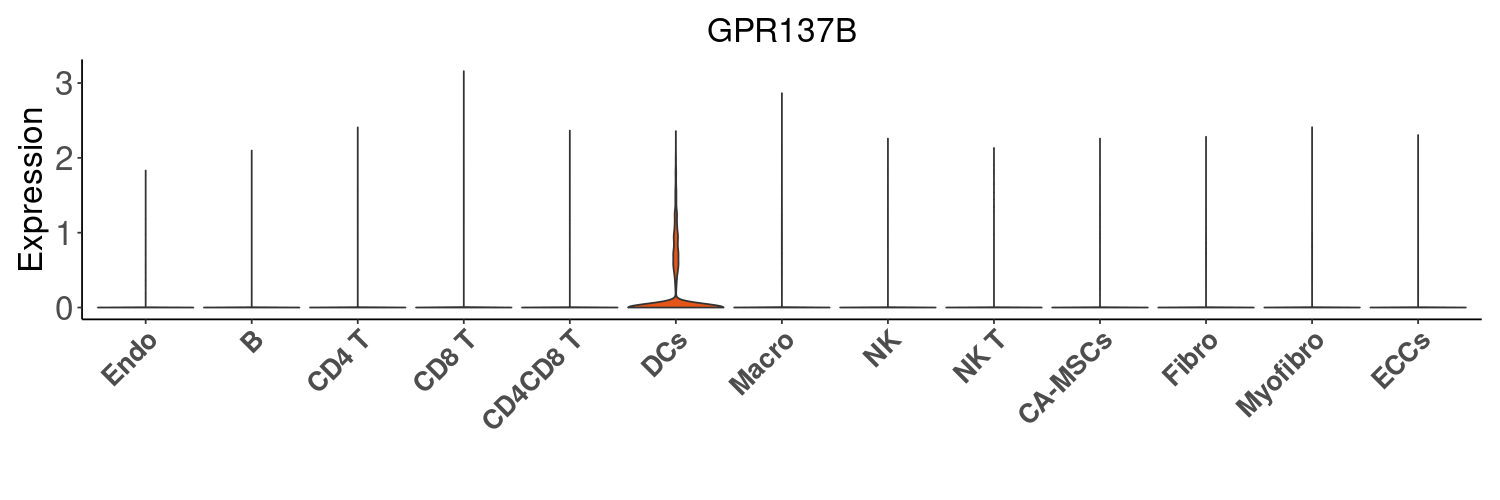 GPR137B
Expression
3
2
1
0
Endo
B
CD4 T
CD8 T
CD4CD8 T
DCs
Macro
NK
NK T
CA-MSCs
Fibro
Myofibro
ECCs